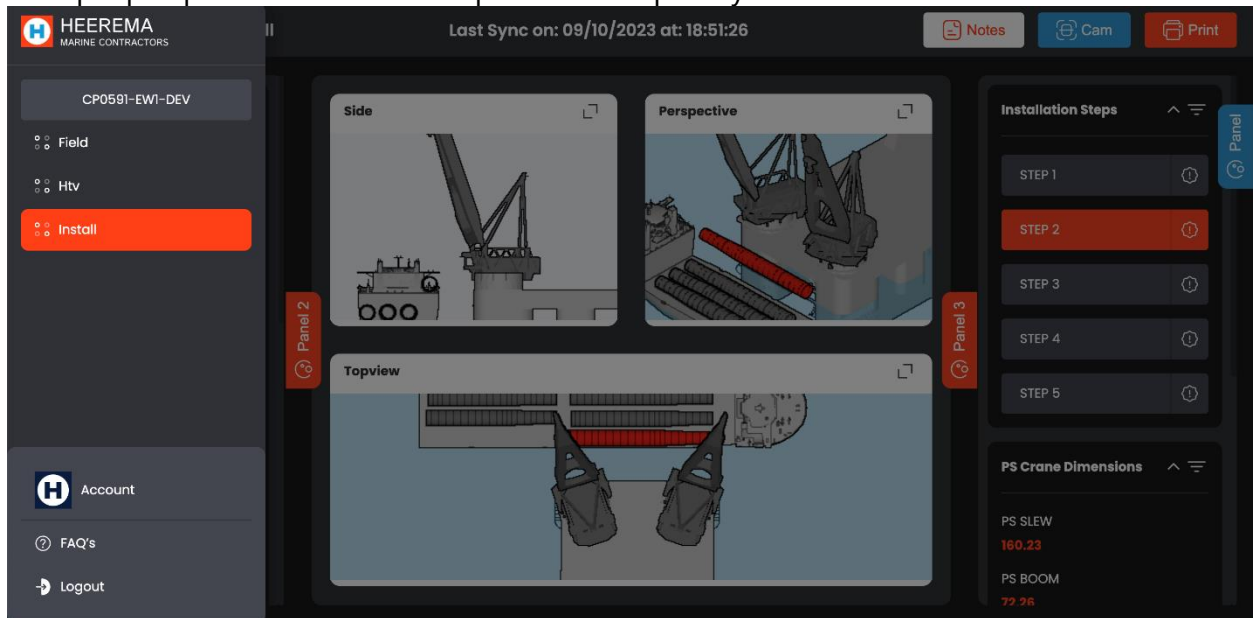 HEEREMA
MARINE CONTRACTORS
ll
Last Sync on: 09/10/2023 at: 18:51:26
Notes
Cam
Print
CP0591-EW1-DEV
Field
Htv
Install
Side
Perspective
Topview
Panel 2
Panel 3
Installation Steps
STEP 1
STEP 2
STEP 3
STEP 4
STEP 5
Panel
PS Crane Dimensions
PS SLEW
160.23
PS BOOM
72.26
Account
FAQ's
Logout